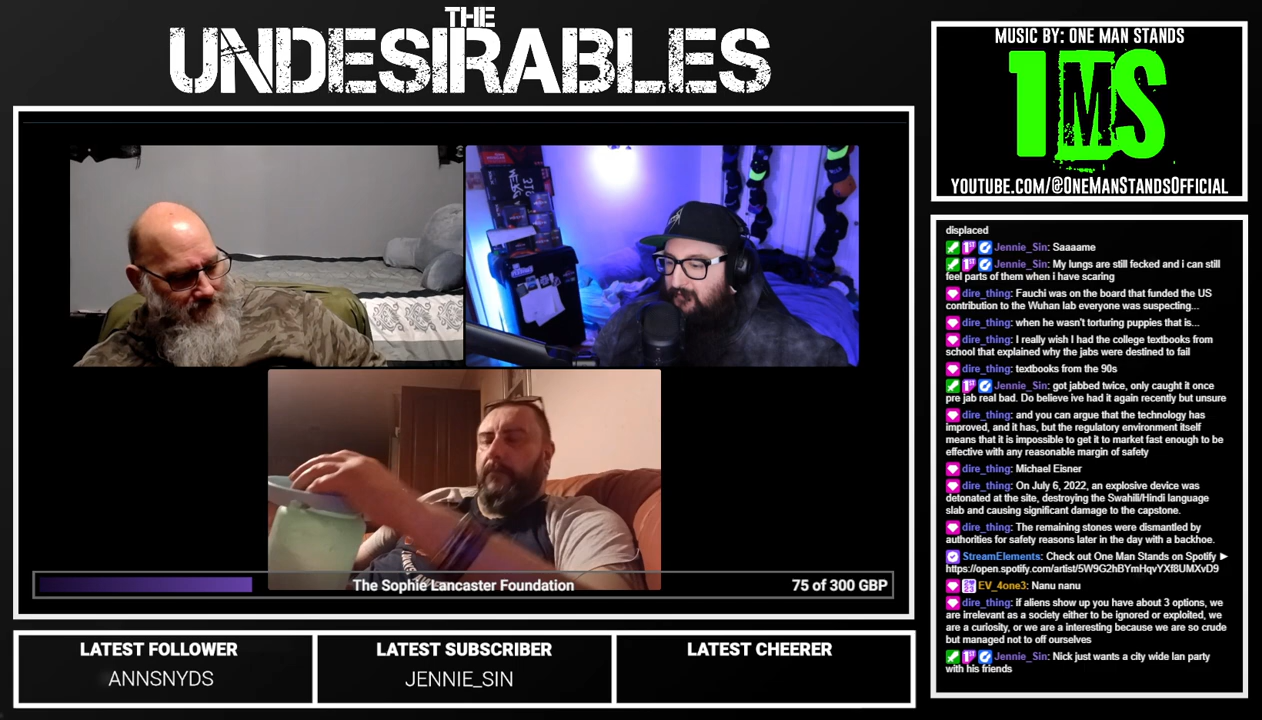 THE
UNDESIRABLES
MUSIC BY: ONE MAN STANDS
1MS
YOUTUBE.COM/@ONEMANSTANDSOFFICIAL
displaced
Jennie_Sin: Saaaame
Jennie_Sin: My lungs are still fecked and i can still
feel parts of them when i have scaring
dire_thing: Fauchi was on the board that funded the US
contribution to the Wuhan lab everyone was suspecting...
dire_thing: when he wasn't torturing puppies that is...
dire_thing: I really wish I had the college textbooks from
school that explained why the jabs were destined to fail
dire_thing: textbooks from the 90s
Jennie_Sin: got jabbed twice, only caught it once
pre jab real bad. Do believe ive had it again recently but unsure
dire_thing: and you can argue that the technology has
improved, and it has, but the regulatory environment itself
means that it is impossible to get it to market fast enough to be
effective with any reasonable margin of safety
dire_thing: Michael Eisner
dire_thing: On July 6, 2022, an explosive device was
detonated at the site, destroying the Swahili/Hindi language
slab and causing significant damage to the capstone.
dire_thing: The remaining stones were dismantled by
authorities for safety reasons later in the day with a backhoe.
StreamElements: Check out One Man Stands on Spotify ►
https://open.spotify.com/artist/5W9G2hBYmHqvYXf8UMXvD9
EV_4one3: Nanu nanu
dire_thing: if aliens show up you have about 3 options, we
are irrelevant as a society either to be ignored or exploited, we
are a curiosity, or we are a interesting because we are so crude
but managed not to off ourselves
Jennie_Sin: Nick just wants a city wide lan party
with his friends
The Sophie Lancaster Foundation
75 of 300 GBP
LATEST FOLLOWER
ANNSNYDS
LATEST SUBSCRIBER
JENNIE_SIN
LATEST CHEERER